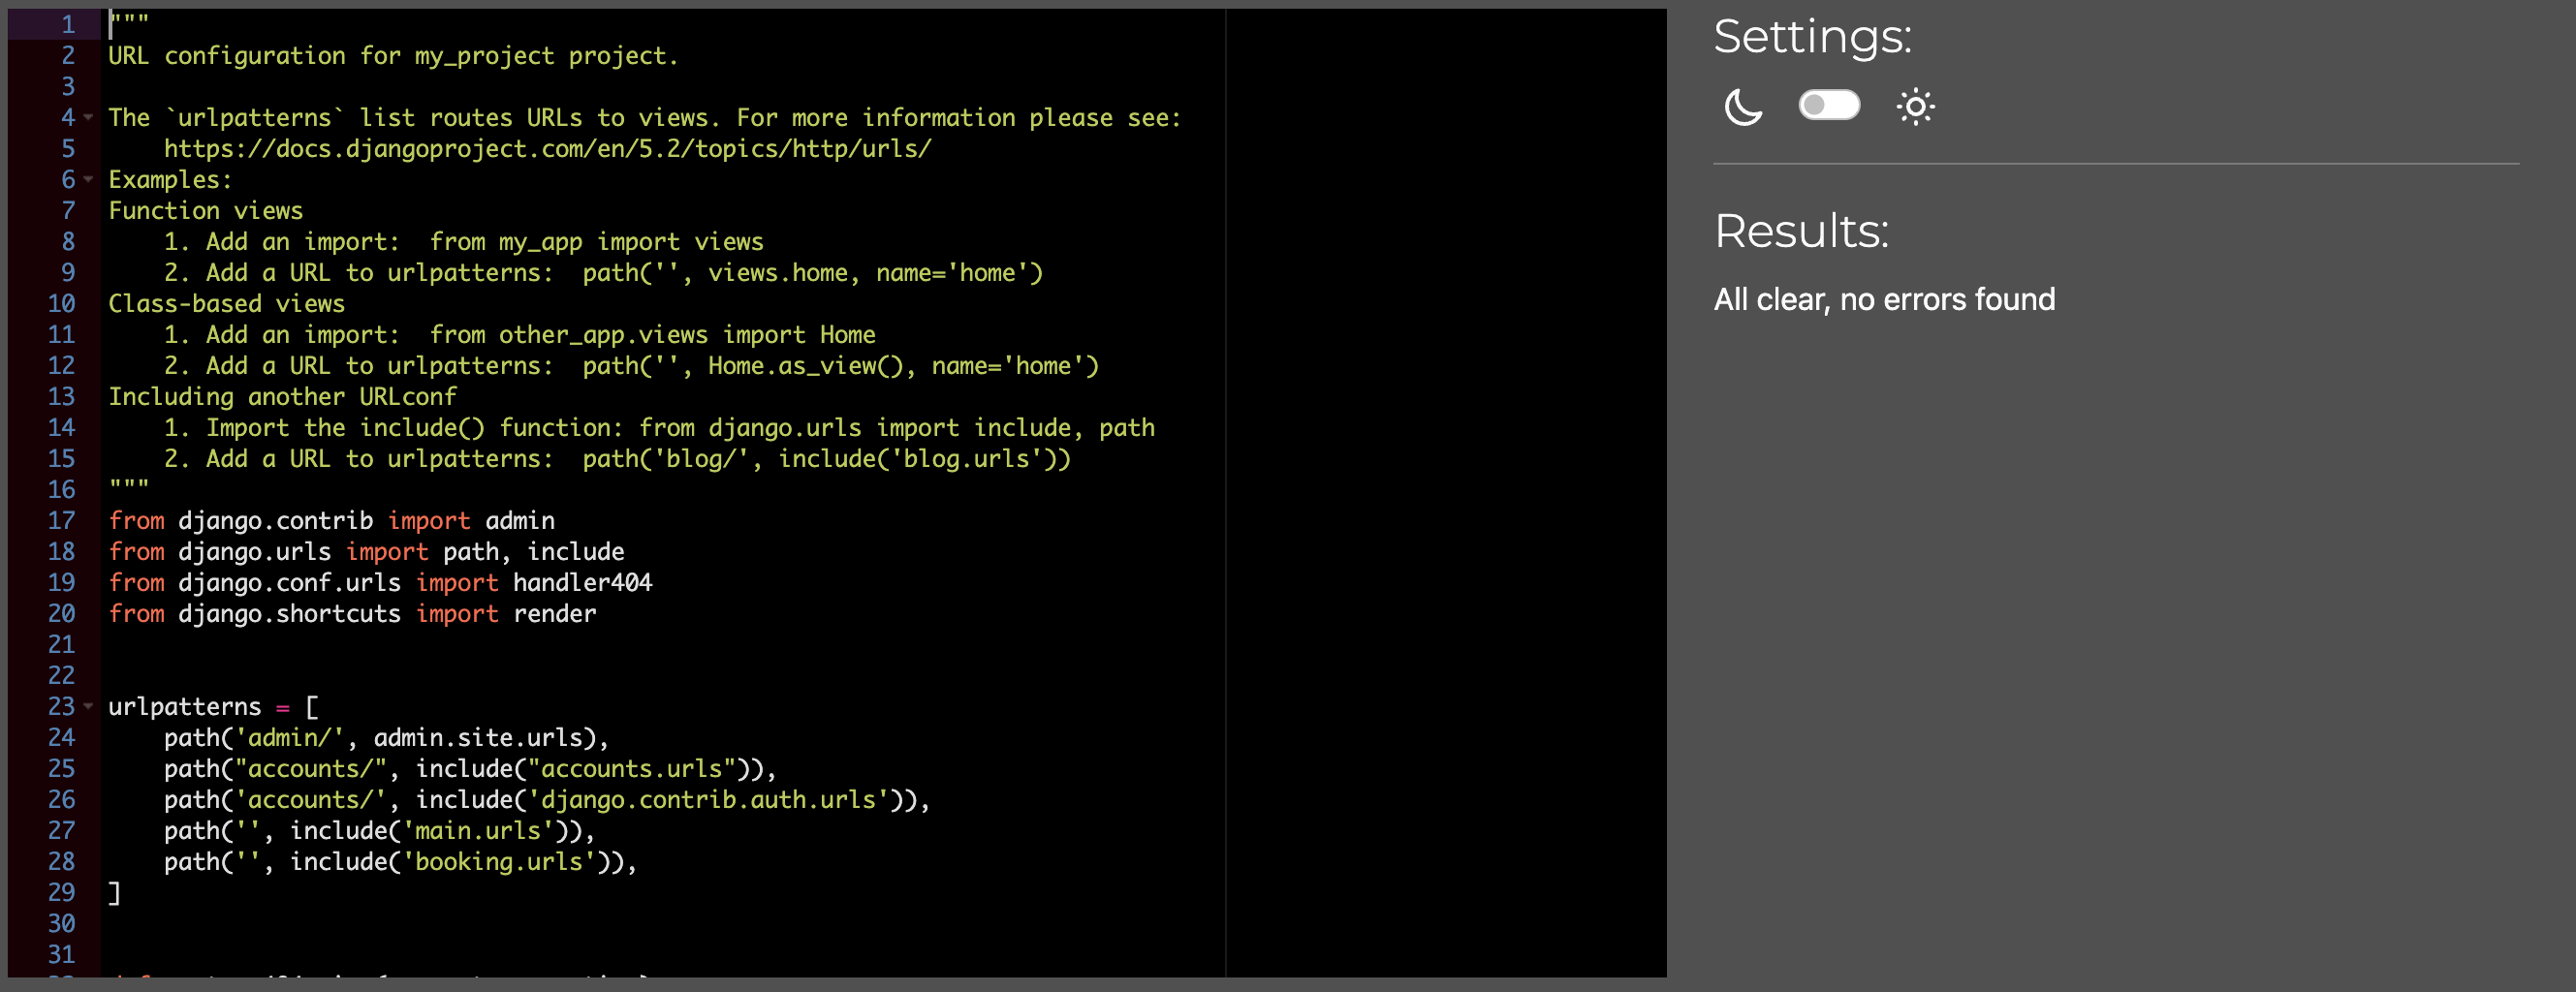 1 """
2 URL configuration for my_project project.
3
4 The `urlpatterns` list routes URLs to views. For more information please see:
5     https://docs.djangoproject.com/en/5.2/topics/http/urls/
6 Examples:
7 Function views
8     1. Add an import:  from my_app import views
9     2. Add a URL to urlpatterns:  path('', views.home, name='home')
10 Class-based views
11     1. Add an import:  from other_app.views import Home
12     2. Add a URL to urlpatterns:  path('', Home.as_view(), name='home')
13 Including another URLconf
14     1. Import the include() function: from django.urls import include, path
15     2. Add a URL to urlpatterns:  path('blog/', include('blog.urls'))
16 """
17 from django.contrib import admin
18 from django.urls import path, include
19 from django.conf.urls import handler404
20 from django.shortcuts import render
21
22
23 urlpatterns = [
24     path('admin/', admin.site.urls),
25     path("accounts/", include("accounts.urls")),
26     path('accounts/', include('django.contrib.auth.urls')),
27     path('', include('main.urls')),
28     path('', include('booking.urls')),
29 ]
30
31
Settings:
Results:
All clear, no errors found